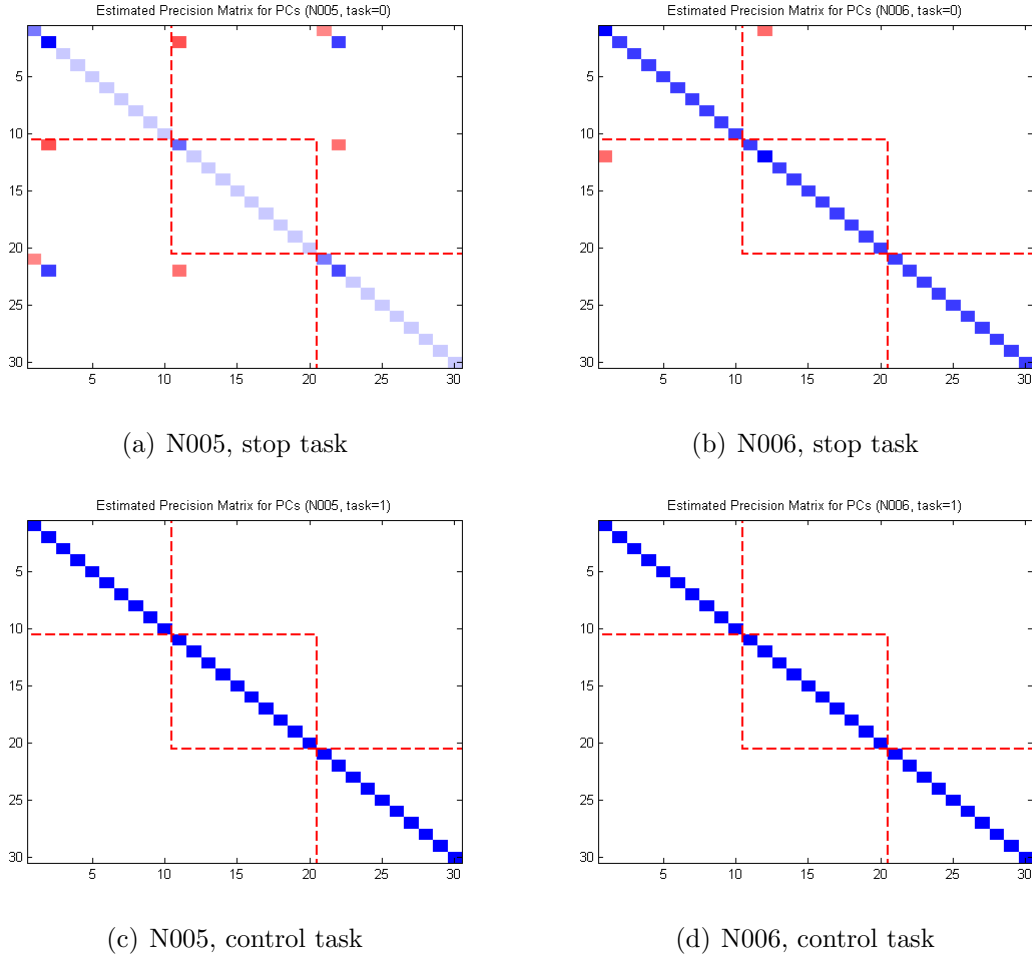 Estimated Precision Matrix for PCs (N005, task=0)
5
10
15
20
25
30
5 10 15 20 25 30
(a) N005, stop task
Estimated Precision Matrix for PCs (N006, task=0)
5
10
15
20
25
30
5 10 15 20 25 30
(b) N006, stop task
Estimated Precision Matrix for PCs (N005, task=1)
5
10
15
20
25
30
5 10 15 20 25 30
(c) N005, control task
Estimated Precision Matrix for PCs (N006, task=1)
5
10
15
20
25
30
5 10 15 20 25 30
(d) N006, control task